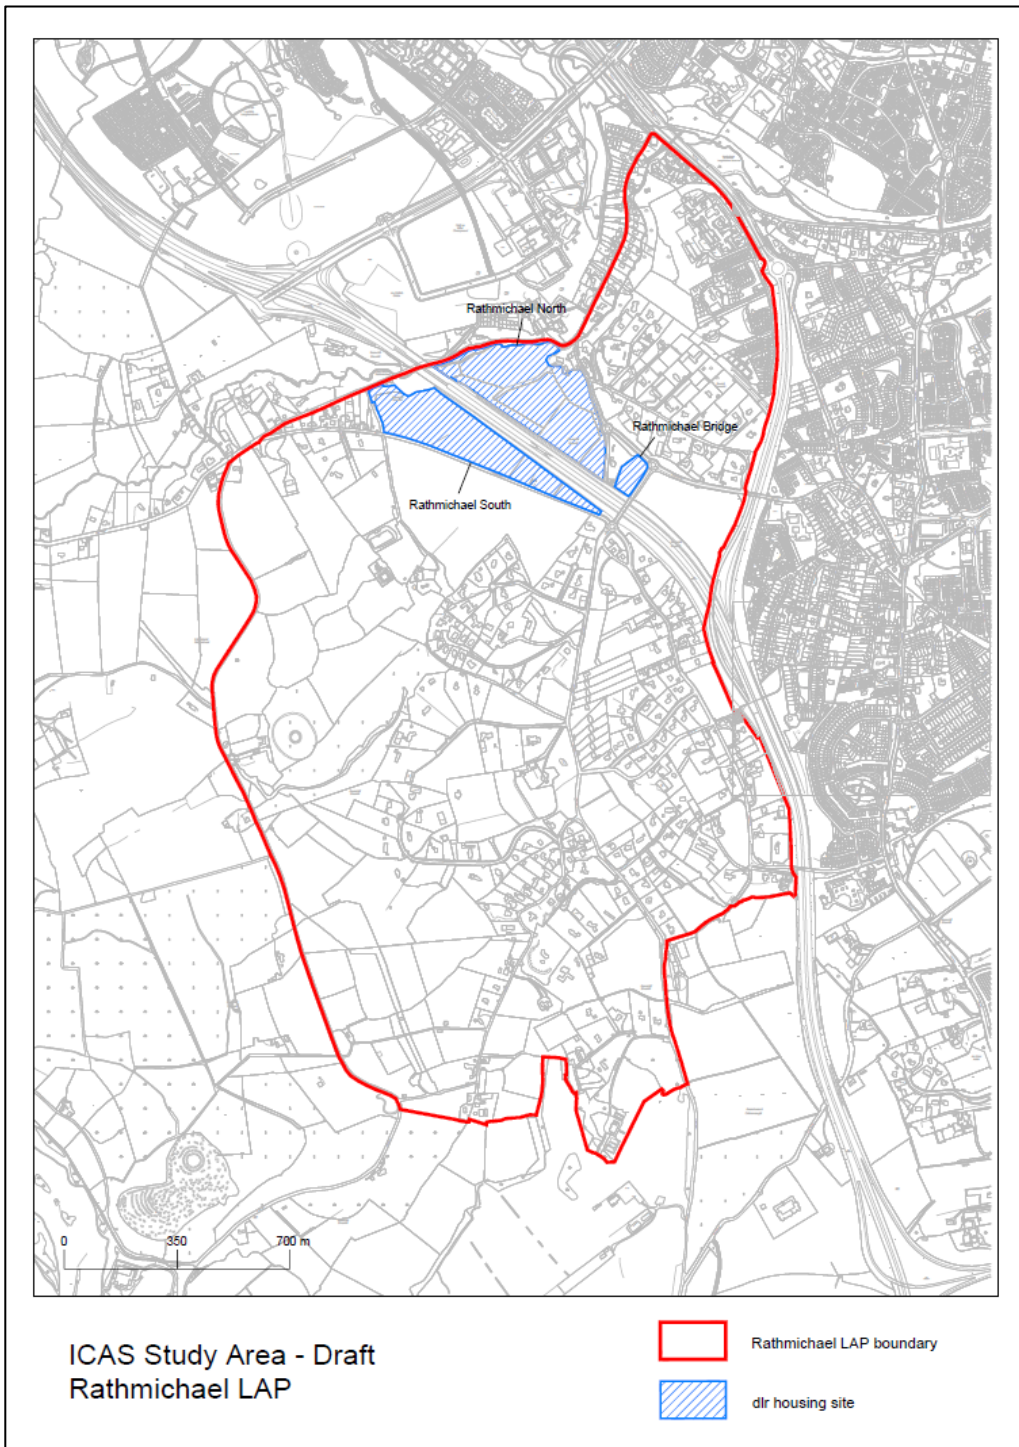 Rathmichael North
Rathmichael Bridge
Rathmichael South
0
350
700 m
ICAS Study Area - Draft
Rathmichael LAP
Rathmichael LAP boundary
dlr housing site